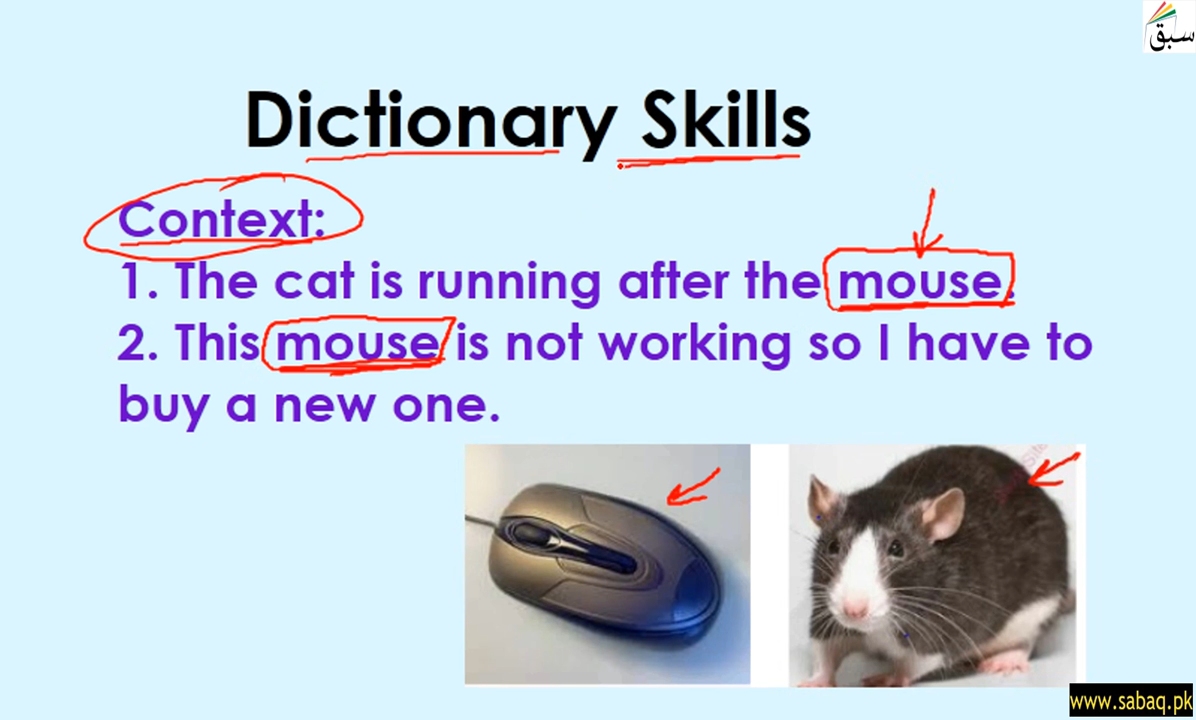 سبق
Dictionary Skills
Context:
1. The cat is running after the mouse.
2. This mouse is not working so I have to
buy a new one.
www.sabaq.pk